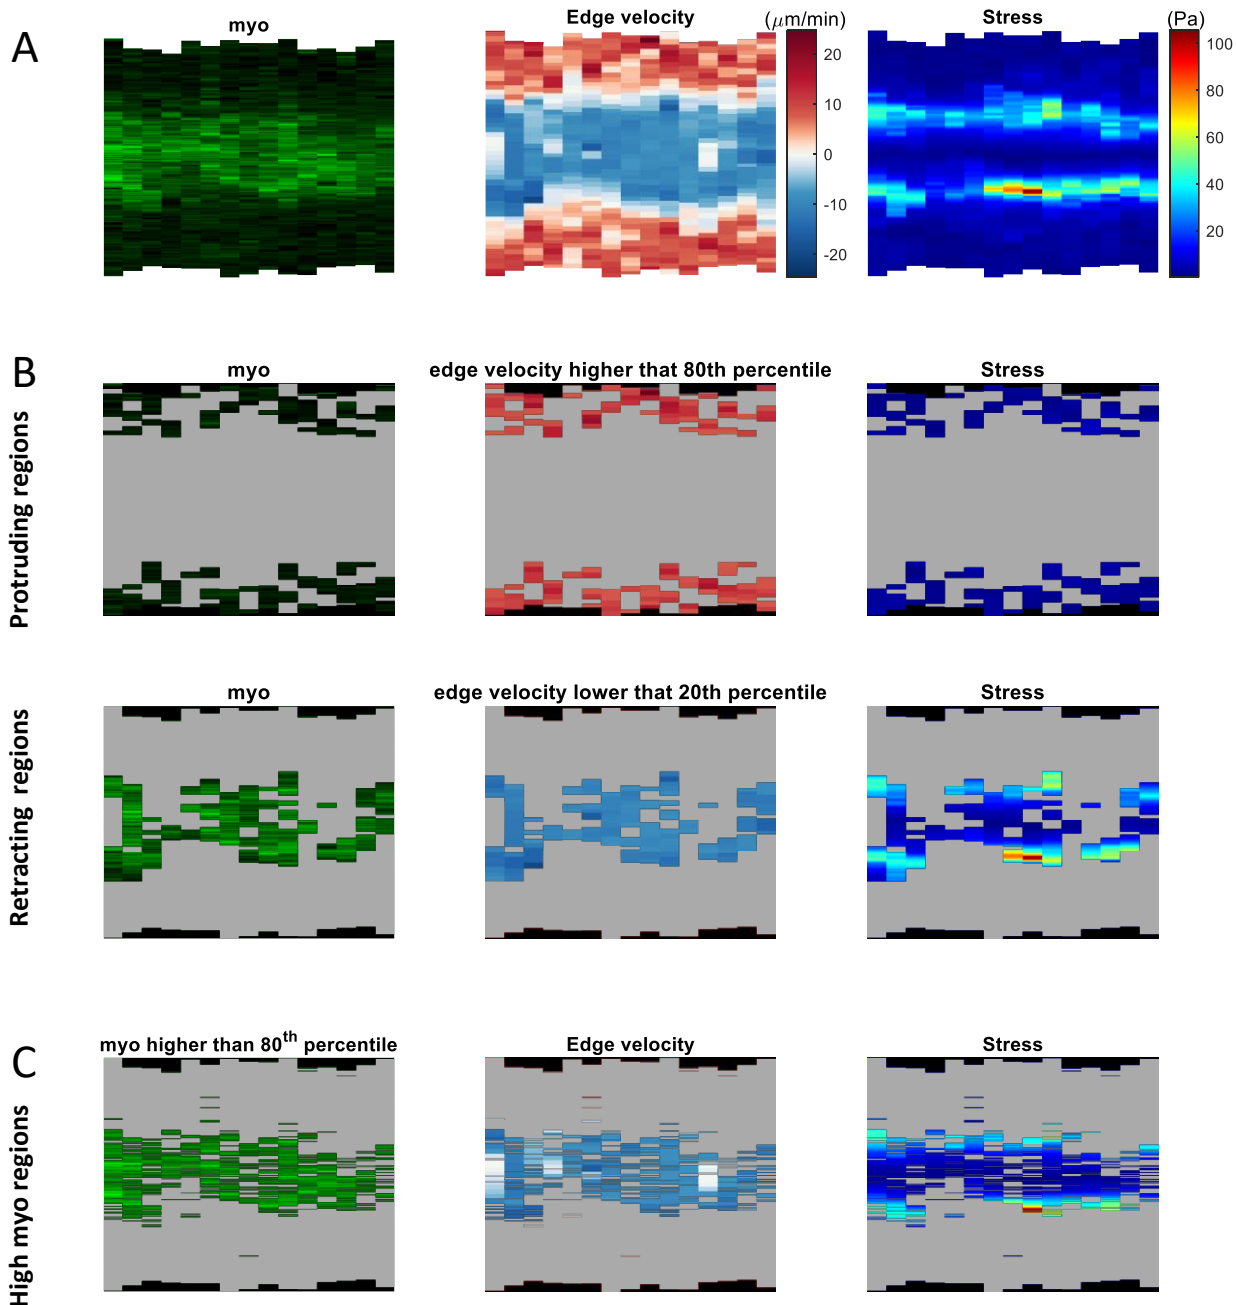 A
myo
Edge velocity
(μm/min)
Stress
(Pa)
20
10
0
-10
-20
100
80
60
40
20
B
Protruding regions
myo
edge velocity higher that 80th percentile
Stress
Retracting regions
myo
edge velocity lower that 20th percentile
Stress
C
High myo regions
myo higher than 80th percentile
Edge velocity
Stress